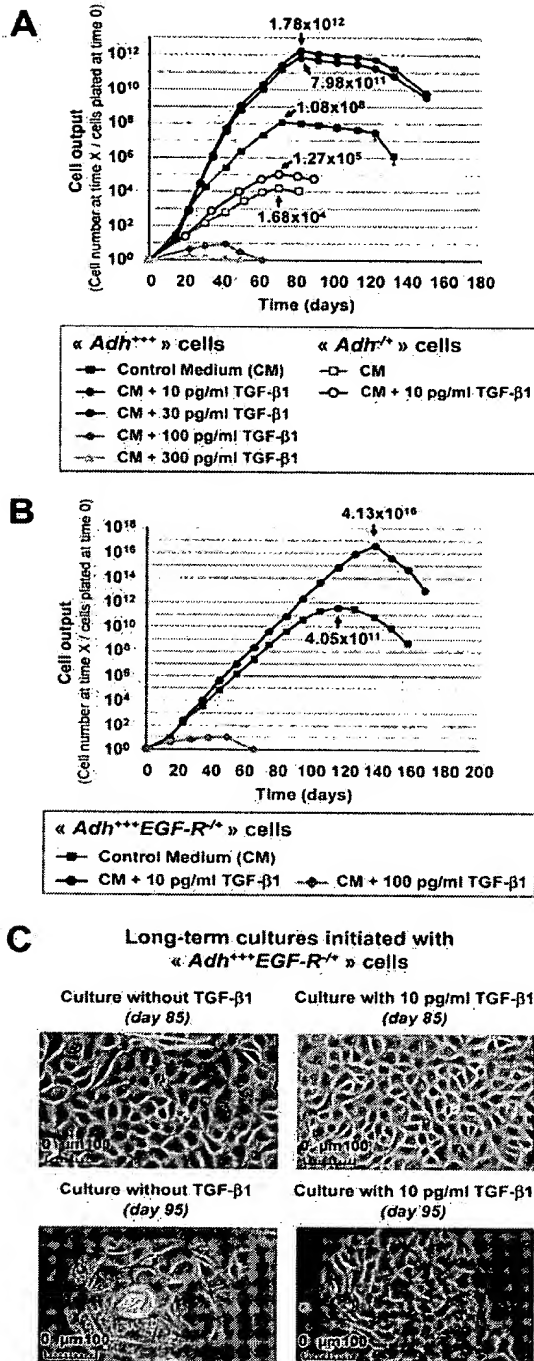 A
1.78x10¹²
7.98x10¹¹
1.08x10⁸
1.27x10⁵
1.68x10⁴
Cell output
(Cell number at time X / cells plated at time 0)
10¹²
10¹⁰
10⁸
10⁶
10⁴
10²
10⁰
0 20 40 60 80 100 120 140 160 180
Time (days)
« Adh⁺⁺⁺ » cells
Control Medium (CM)
CM + 10 pg/ml TGF-β1
CM + 30 pg/ml TGF-β1
CM + 100 pg/ml TGF-β1
CM + 300 pg/ml TGF-β1
« Adh⁻/⁺ » cells
CM
CM + 10 pg/ml TGF-β1
B
4.13x10¹⁶
4.05x10¹¹
Cell output
(Cell number at time X / cells plated at time 0)
10¹⁸
10¹⁶
10¹⁴
10¹²
10¹⁰
10⁸
10⁶
10⁴
10²
10⁰
0 20 40 60 80 100 120 140 160 180 200
Time (days)
« Adh⁺⁺⁺EGF-R⁻/⁺ » cells
Control Medium (CM)
CM + 10 pg/ml TGF-β1 CM + 100 pg/ml TGF-β1
C
Long-term cultures initiated with
« Adh⁺⁺⁺EGF-R⁻/⁺ » cells
Culture without TGF-β1
(day 85)
Culture with 10 pg/ml TGF-β1
(day 85)
0 µm100
0 µm100
Culture without TGF-β1
(day 95)
Culture with 10 pg/ml TGF-β1
(day 95)
0 µm100
0 µm100